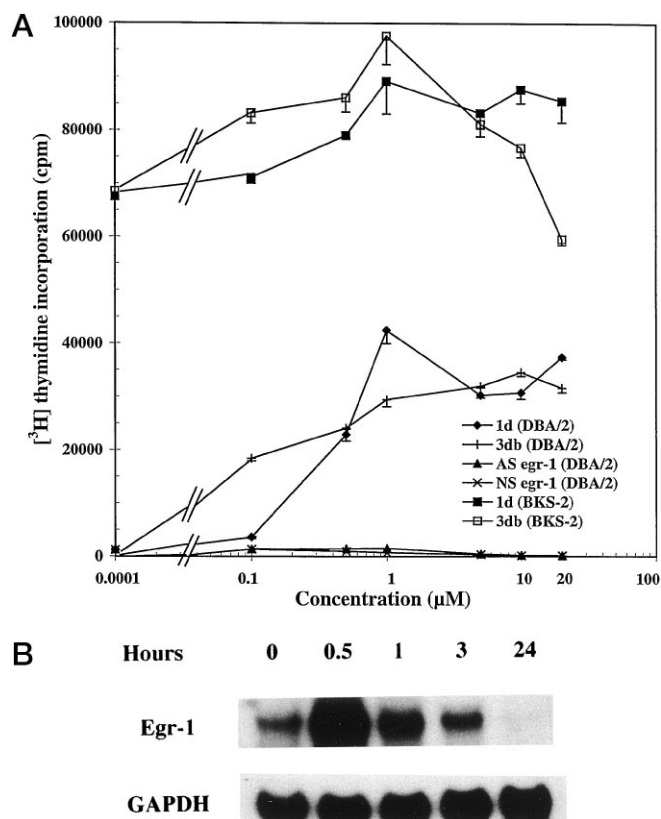 A
100000
80000
60000
40000
20000
0
[³H] thymidine incorporation (cpm)
1d (DBA/2)
3db (DBA/2)
AS egr-1 (DBA/2)
NS egr-1 (DBA/2)
1d (BKS-2)
3db (BKS-2)
0.0001 0.1 1 10 20 100
Concentration (µM)
B
Hours 0 0.5 1 3 24
Egr-1
GAPDH